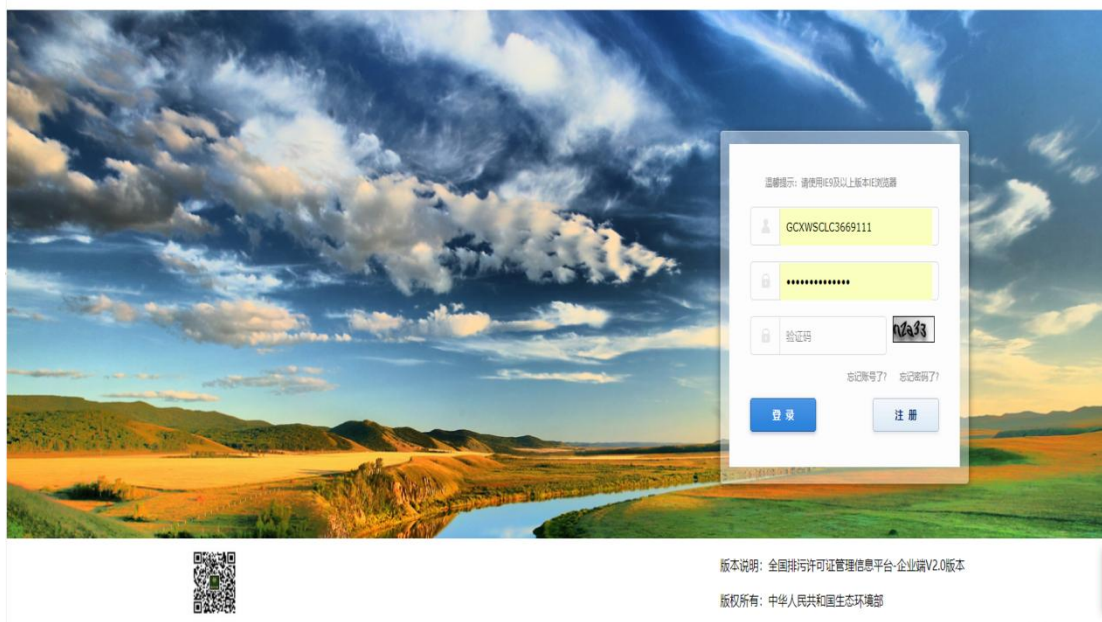 温馨提示：请使用IE9及以上版本IE浏览器
GCXWSCLC3669111
••••••••••••••
验证码
n2a33
忘记账号了? 忘记密码了?
登录 注册
版本说明：全国排污许可证管理信息平台-企业端V2.0版本
版权所有：中华人民共和国生态环境部